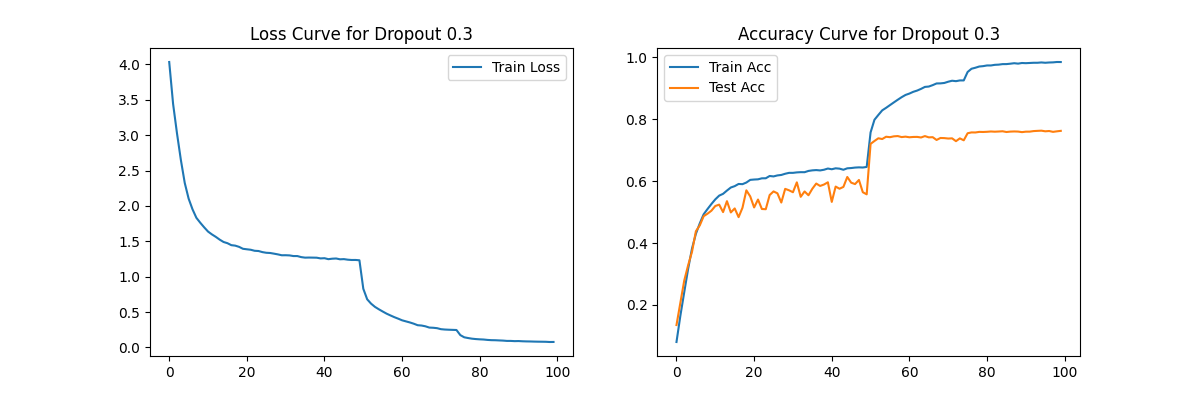 Loss Curve for Dropout 0.3
Train Loss
4.0
3.5
3.0
2.5
2.0
1.5
1.0
0.5
0.0
0 20 40 60 80 100
Accuracy Curve for Dropout 0.3
Train Acc
Test Acc
1.0
0.8
0.6
0.4
0.2
0 20 40 60 80 100